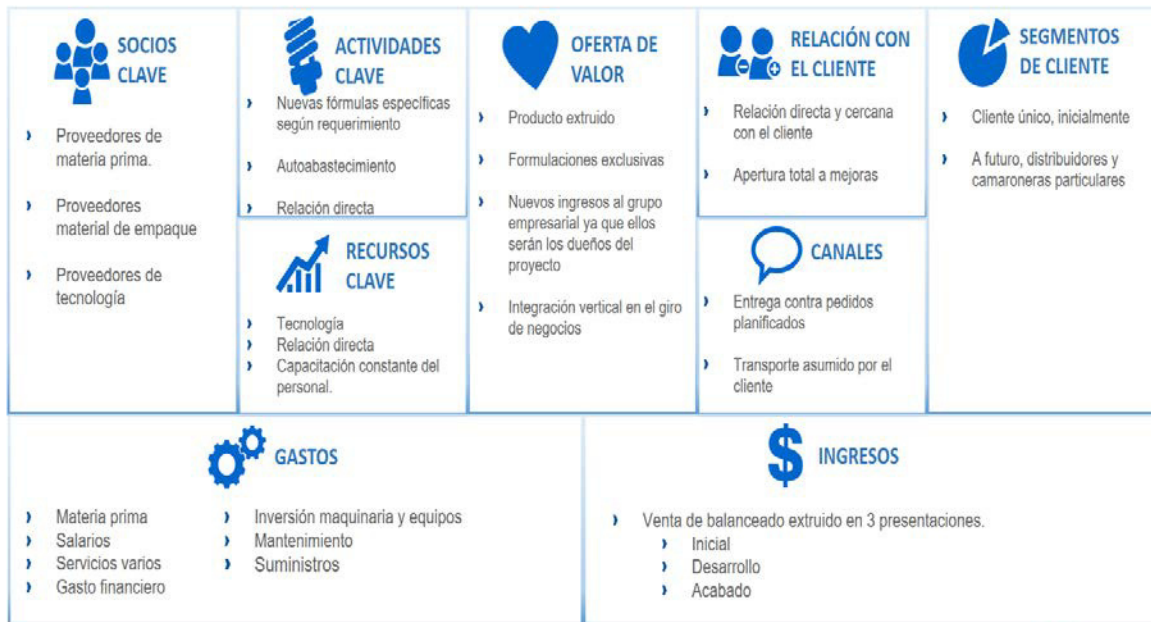 SOCIOS
CLAVE
Proveedores de
materia prima.
Proveedores
material de empaque
Proveedores de
tecnología
ACTIVIDADES
CLAVE
Nuevas fórmulas específicas
según requerimiento
Autoabastecimiento
Relación directa
RECURSOS
CLAVE
Tecnología
Relación directa
Capacitación constante del
personal.
OFERTA DE
VALOR
Producto extruido
Formulaciones exclusivas
Nuevos ingresos al grupo
empresarial ya que ellos
serán los dueños del
proyecto
Integración vertical en el giro
de negocios
RELACIÓN CON
EL CLIENTE
Relación directa y cercana
con el cliente
Apertura total a mejoras
CANALES
Entrega contra pedidos
planificados
Transporte asumido por el
cliente
SEGMENTOS
DE CLIENTE
Cliente único, inicialmente
A futuro, distribuidores y
camaroneras particulares
GASTOS
Materia prima
Salarios
Servicios varios
Gasto financiero
Inversión maquinaria y equipos
Mantenimiento
Suministros
$ INGRESOS
Venta de balanceado extruido en 3 presentaciones.
Inicial
Desarrollo
Acabado